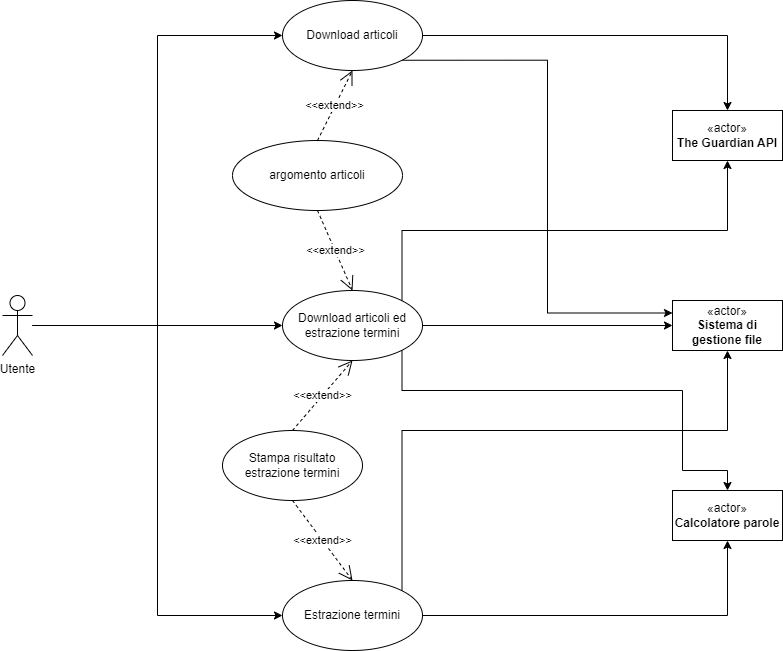 Download articoli
<<extend>>
«actor»
The Guardian API
argomento articoli
<<extend>>
Download articoli ed
estrazione termini
«actor»
Sistema di
gestione file
Utente
<<extend>>
Stampa risultato
estrazione termini
«actor»
Calcolatore parole
<<extend>>
Estrazione termini